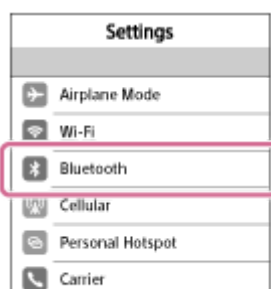 Settings
Airplane Mode
Wi-Fi
Bluetooth
Cellular
Personal Hotspot
Carrier